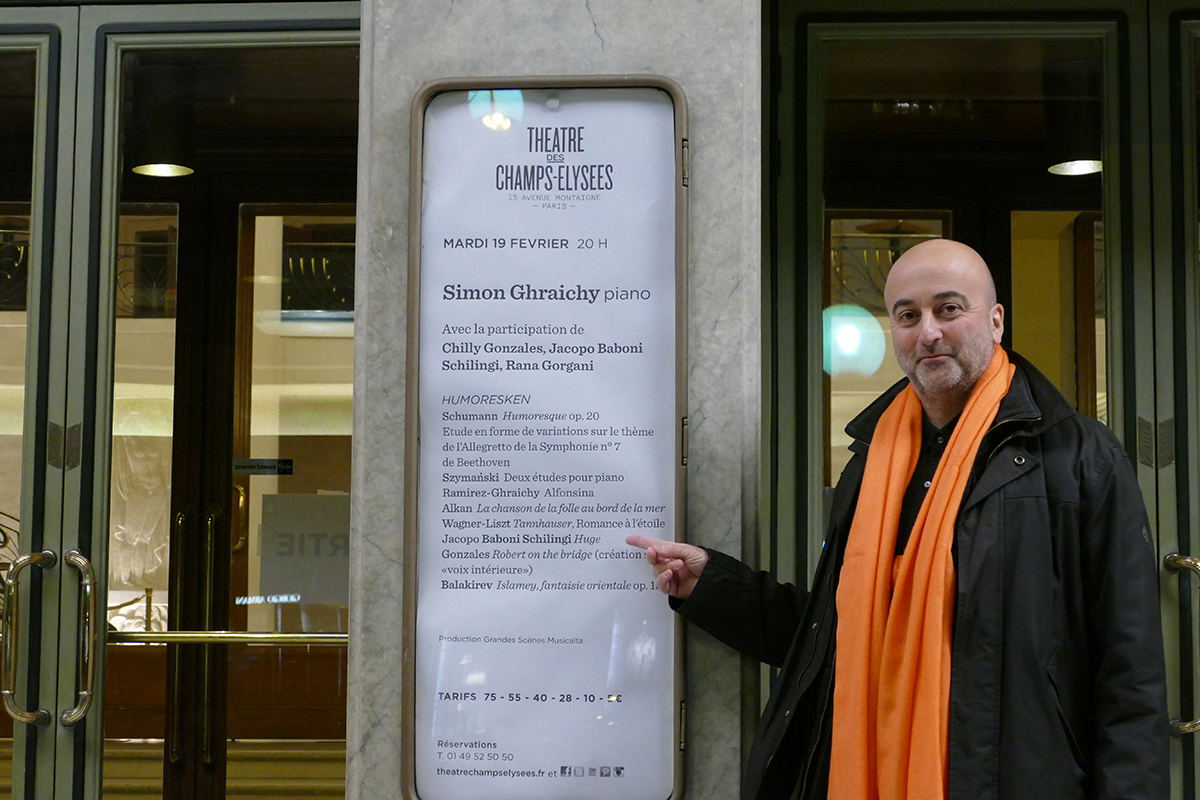 THEATRE
DES
CHAMPS-ELYSEES
15 AVENUE MONTAIGNE
— PARIS —
MARDI 19 FEVRIER 20 H
Simon Ghraichy piano
Avec la participation de
Chilly Gonzales, Jacopo Baboni
Schilingi, Rana Gorgani
HUMORESKEN
Schumann Humoresque op. 20
Etude en forme de variations sur le thème
de l'Allegretto de la Symphonie n° 7
de Beethoven
Szymański Deux études pour piano
Ramirez-Ghraichy Alfonsina
Alkan La chanson de la folle au bord de la mer
Wagner-Liszt Tannhauser, Romance à l'étoile
Jacopo Baboni Schilingi Huge
Gonzales Robert on the bridge (création
«voix intérieure»)
Balakirev Islamey, fantaisie orientale op.
Production Grandes Scènes Musicalta
TARIFS 75 - 55 - 40 - 28 - 10 -
Réservations
T. 01 49 52 50 50
theatrechampselysees.fr et
GIORGIO ARMANI